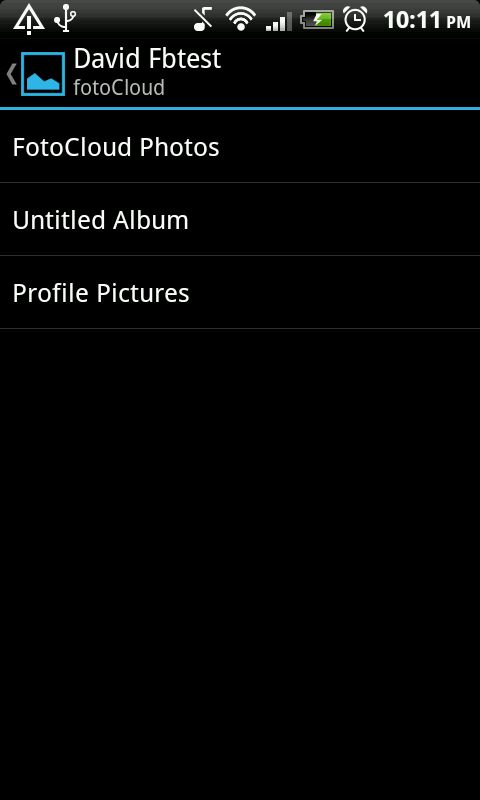 10:11 PM
David Fbtest
fotoCloud
FotoCloud Photos
Untitled Album
Profile Pictures